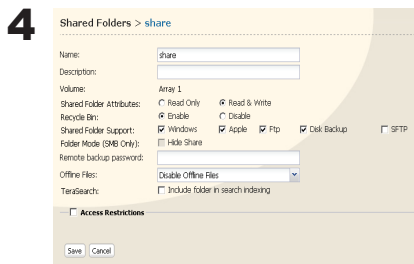 4
Shared Folders > share
Name: share
Description:
Volume: Array 1
Shared Folder Attributes: Read Only Read & Write
Recycle Bin: Enable Disable
Shared Folder Support: Windows Apple Ftp Disk Backup SFTP
Folder Mode (SMB Only): Hide Share
Remote backup password:
Offline Files: Disable Offline Files
TeraSearch: Include folder in search indexing
Access Restrictions
Save Cancel